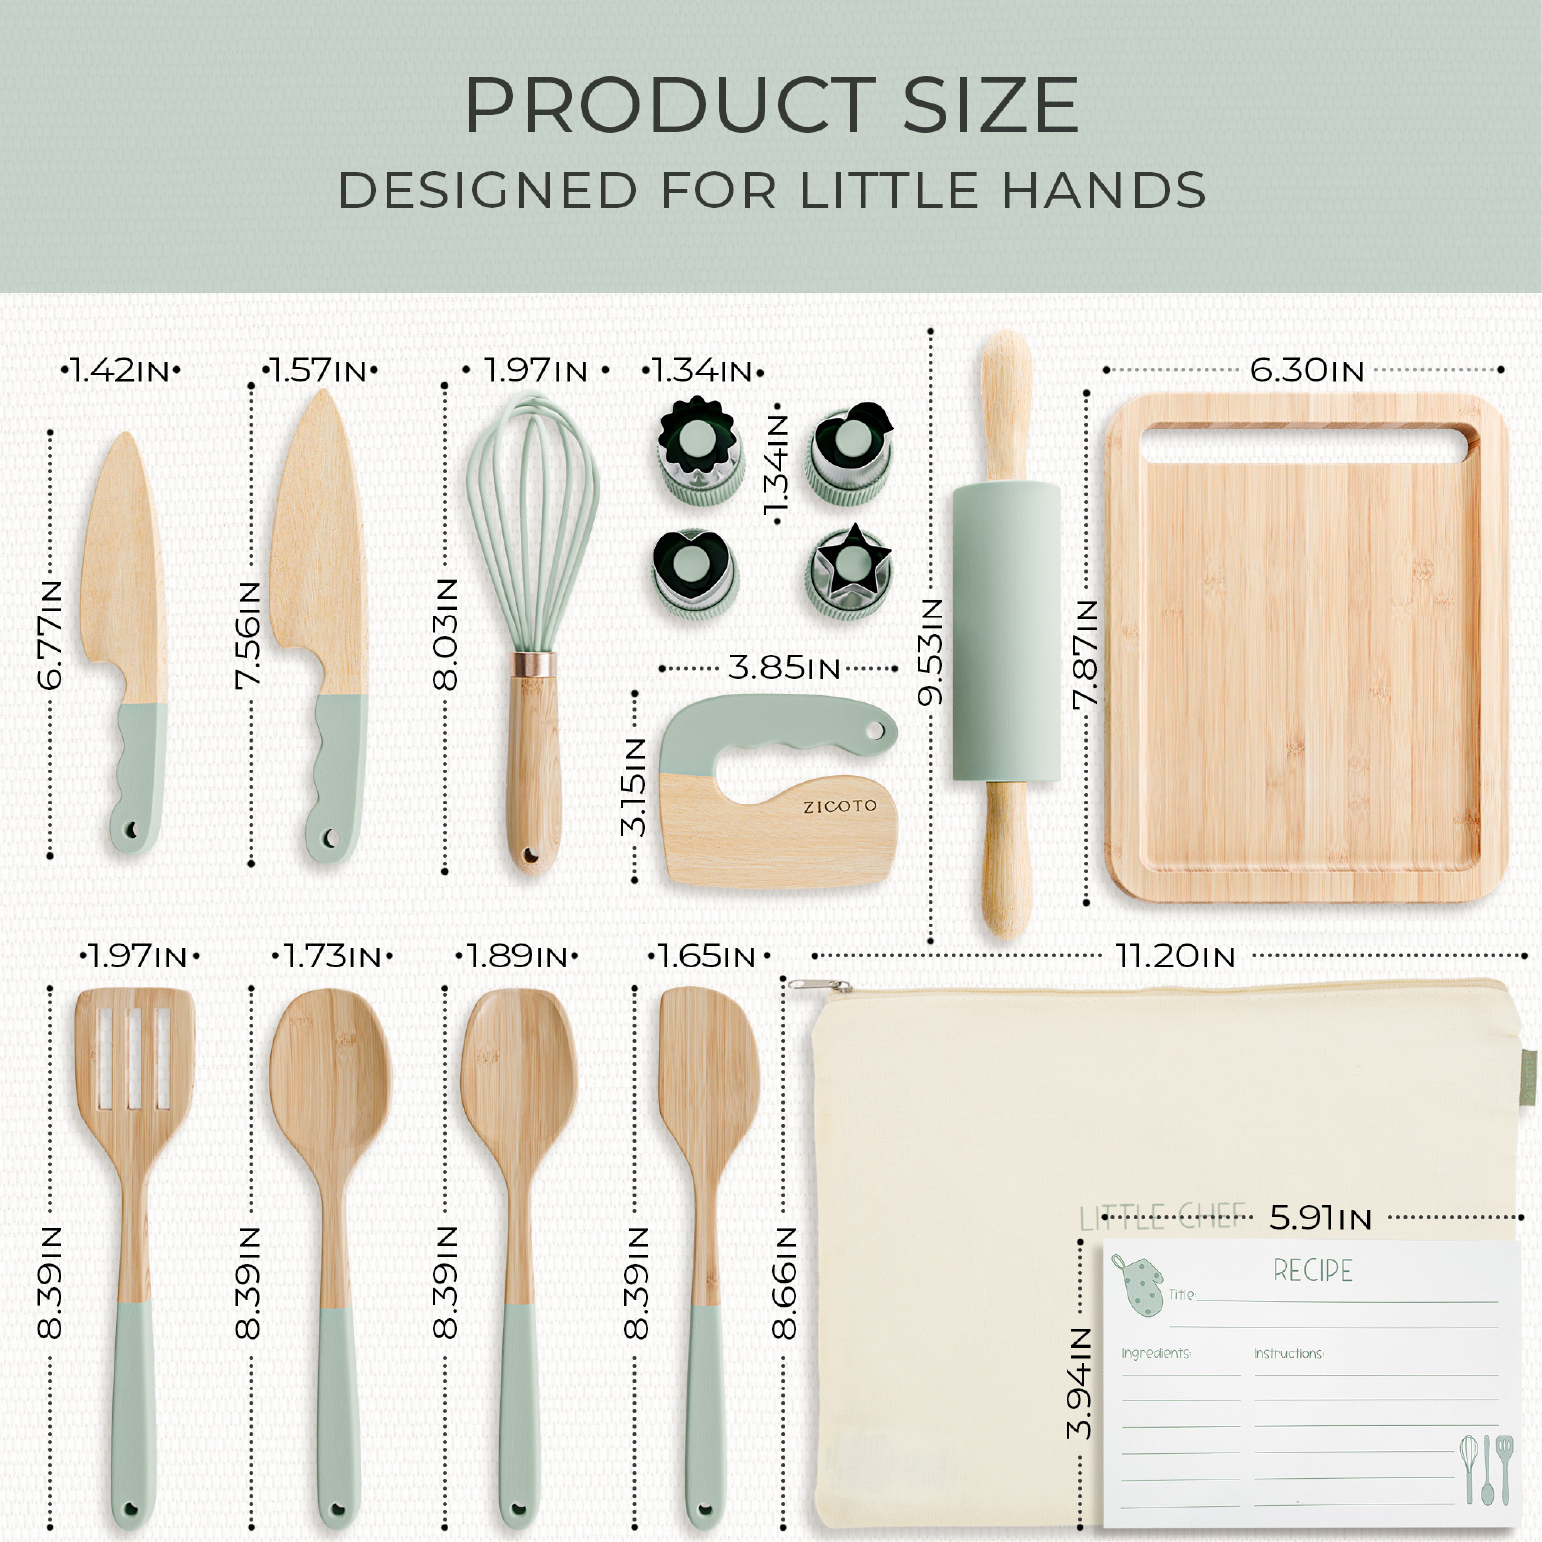 PRODUCT SIZE
DESIGNED FOR LITTLE HANDS
1.42IN
1.57IN
1.97IN
1.34IN
6.30IN
1.34IN
6.77IN
7.56IN
8.03IN
9.53IN
7.87IN
3.85IN
3.15IN
ZICOTO
1.97IN
1.73IN
1.89IN
1.65IN
11.20IN
8.39IN
8.39IN
8.39IN
8.39IN
8.66IN
LITTLE CHEF
5.91IN
3.94IN
RECIPE
Title:
Ingredients:
Instructions: